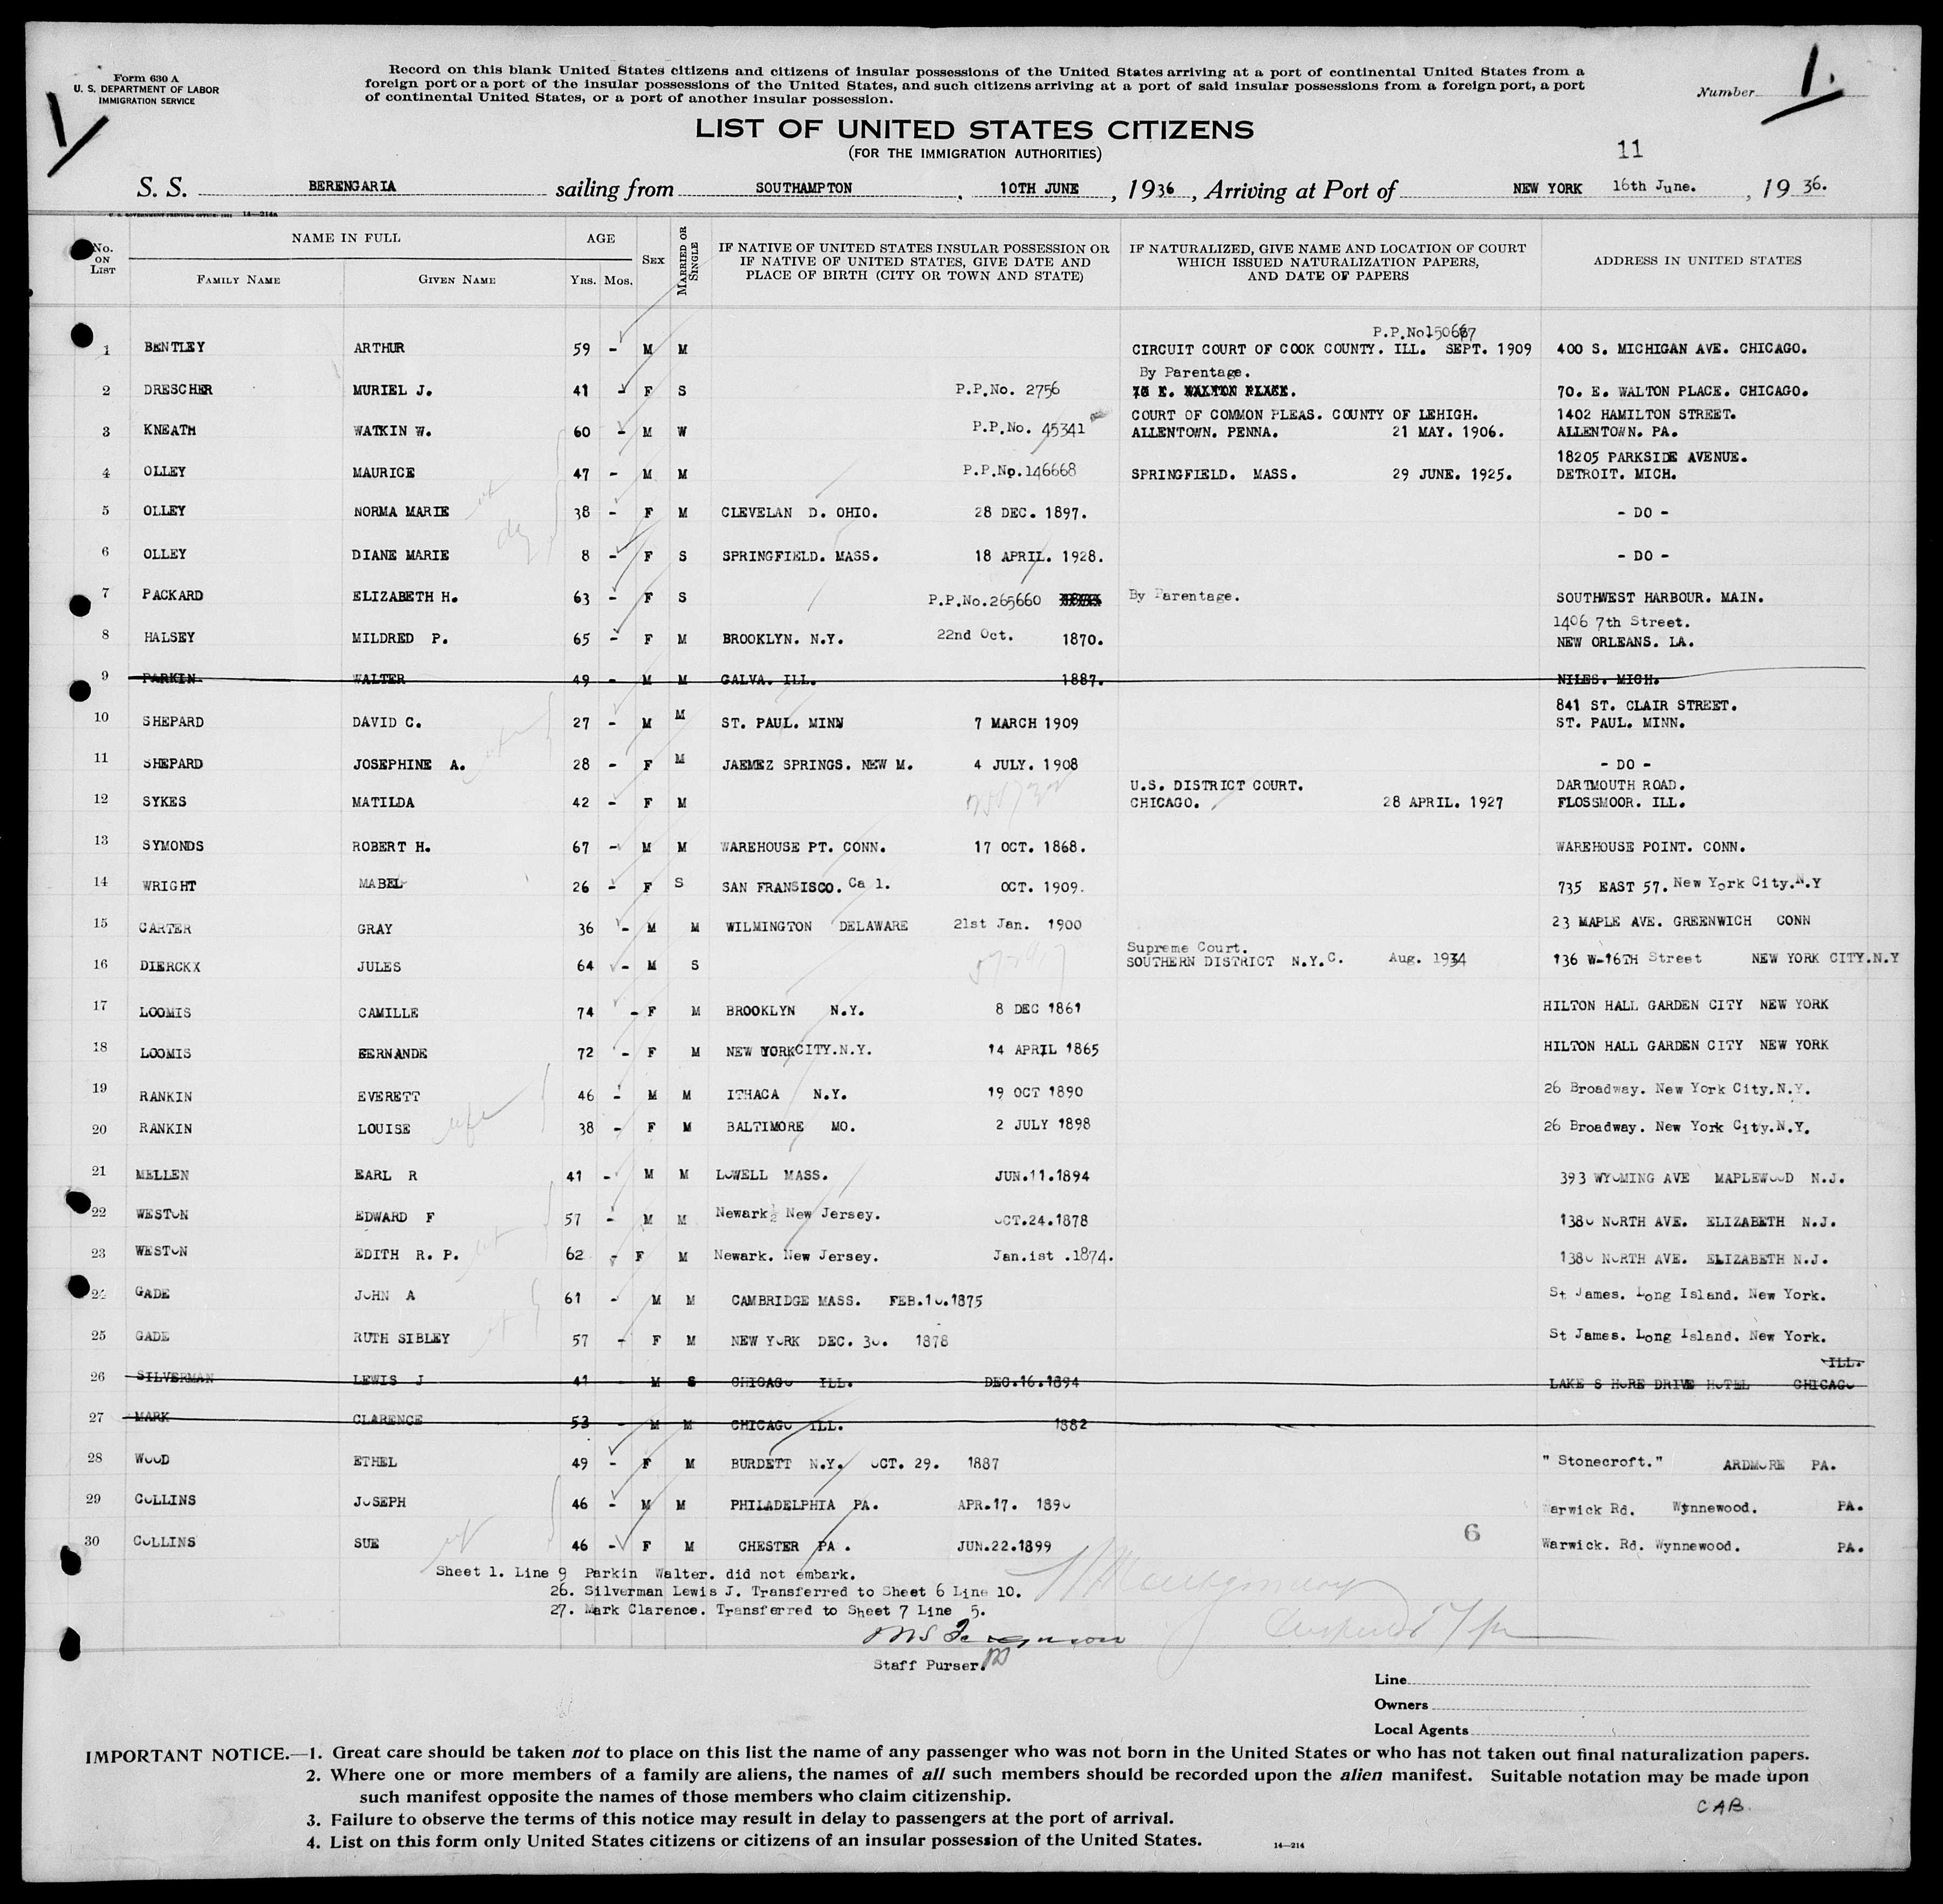 Form 630 A
U. S. DEPARTMENT OF LABOR
IMMIGRATION SERVICE
Record on this blank United States citizens and citizens of insular possessions of the United States arriving at a port of continental United States from a
foreign port or a port of the insular possessions of the United States, and such citizens arriving at a port of said insular possessions from a foreign port, a port
of continental United States, or a port of another insular possession.
Number 1.
LIST OF UNITED STATES CITIZENS
(FOR THE IMMIGRATION AUTHORITIES)
11
S. S. BERENGARIA sailing from SOUTHAMPTON, 10TH JUNE, 1936, Arriving at Port of NEW YORK 16th June., 1936.
14—214A
No. ON LIST
NAME IN FULL
FAMILY NAME GIVEN NAME
AGE
YRS. MOS.
SEX
MARRIED OR SINGLE
IF NATIVE OF UNITED STATES INSULAR POSSESSION OR
IF NATIVE OF UNITED STATES, GIVE DATE AND
PLACE OF BIRTH (CITY OR TOWN AND STATE)
IF NATURALIZED, GIVE NAME AND LOCATION OF COURT
WHICH ISSUED NATURALIZATION PAPERS,
AND DATE OF PAPERS
ADDRESS IN UNITED STATES
P.P.No150667
1 BENTLEY ARTHUR 59 - M M CIRCUIT COURT OF COOK COUNTY. ILL. SEPT. 1909 400 S. MICHIGAN AVE. CHICAGO.
By Parentage.
2 DRESCHER MURIEL J. 41 - F S P.P.No. 2756 70 E. WALTON PLACE. 70. E. WALTON PLACE. CHICAGO.
COURT OF COMMON PLEAS. COUNTY OF LEHIGH. 1402 HAMILTON STREET.
3 KNEATH WATKIN W. 60 - M W P.P.No. 45341 ALLENTOWN. PENNA. 21 MAY. 1906. ALLENTOWN. PA.
18205 PARKSIDE AVENUE.
4 OLLEY MAURICE 47 - M M P.P.No.146668 SPRINGFIELD. MASS. 29 JUNE. 1925. DETROIT. MICH.
5 OLLEY NORMA MARIE 38 - F M CLEVELAN D. OHIO. 28 DEC. 1897. - DO -
6 OLLEY DIANE MARIE 8 - F S SPRINGFIELD. MASS. 18 APRIL. 1928. - DO -
7 PACKARD ELIZABETH H. 63 - F S P.P.No.265660 By Parentage. SOUTHWEST HARBOUR. MAIN.
1406 7th Street.
8 HALSEY MILDRED P. 65 - F M BROOKLYN. N.Y. 22nd Oct. 1870. NEW ORLEANS. LA.
9 PARKIN WALTER 49 - M M GALVA. ILL. 1887. NILES. MICH.
841 ST. CLAIR STREET.
10 SHEPARD DAVID C. 27 - M M ST. PAUL. MINN 7 MARCH 1909 ST. PAUL. MINN.
11 SHEPARD JOSEPHINE A. 28 - F M JAEMEZ SPRINGS. NEW M. 4 JULY. 1908 - DO -
U.S. DISTRICT COURT. DARTMOUTH ROAD.
12 SYKES MATILDA 42 - F M CHICAGO. 28 APRIL. 1927 FLOSSMOOR. ILL.
13 SYMONDS ROBERT H. 67 - M M WAREHOUSE PT. CONN. 17 OCT. 1868. WAREHOUSE POINT. CONN.
14 WRIGHT MABEL 26 - F S SAN FRANSISCO. Cal. OCT. 1909. 735 EAST 57. New York City.N.Y
15 CARTER GRAY 36 - M M WILMINGTON DELAWARE 21st Jan. 1900 23 MAPLE AVE. GREENWICH CONN
Supreme Court.
16 DIERCKX JULES 64 - M S SOUTHERN DISTRICT N.Y.C. Aug. 1934 136 W-16TH Street NEW YORK CITY.N.Y
17 LOOMIS CAMILLE 74 - F M BROOKLYN N.Y. 8 DEC 1861 HILTON HALL GARDEN CITY NEW YORK
18 LOOMIS FERNANDE 72 - F M NEW YORKCITY.N.Y. 14 APRIL 1865 HILTON HALL GARDEN CITY NEW YORK
19 RANKIN EVERETT 46 - M M ITHACA N.Y. 19 OCT 1890 26 Broadway. New York City.N.Y.
20 RANKIN LOUISE 38 - F M BALTIMORE MO. 2 JULY 1898 26 Broadway. New York City.N.Y.
21 MELLEN EARL R 41 - M M LOWELL MASS. JUN.11.1894 393 WYOMING AVE MAPLEWOOD N.J.
22 WESTON EDWARD F 57 - M M Newark. New Jersey. OCT.24.1878 1380 NORTH AVE. ELIZABETH N.J.
23 WESTON EDITH R. P. 62 - F M Newark. New Jersey. Jan.ist .1874. 1380 NORTH AVE. ELIZABETH N.J.
24 GADE JOHN A 61 - M M CAMBRIDGE MASS. FEB.10.1875 St James. Long Island. New York.
25 GADE RUTH SIBLEY 57 - F M NEW YORK DEC. 30. 1878 St James. Long Island. New York.
ILL.
26 SILVERMAN LEWIS J 41 M S CHICAGO ILL. DEC.16.1894 LAKE S HORE DRIVE HOTEL CHICAGO
27 MARK CLARENCE 53 - M M CHICAGO ILL. 1882
28 WOOD ETHEL 49 - F M BURDETT N.Y. OCT. 29. 1887 " Stonecroft." ARDMORE PA.
29 COLLINS JOSEPH 46 - M M PHILADELPHIA PA. APR.17. 1890 Warwick Rd. Wynnewood. PA.
6
30 COLLINS SUE 46 - F M CHESTER PA . JUN.22.1899 Warwick. Rd. Wynnewood. PA.
Sheet 1. Line 9 Parkin Walter. did not embark.
26. Silverman Lewis J. Transferred to Sheet 6 Line 10.
27. Mark Clarence. Transferred to Sheet 7 Line 5.
Staff Purser.
Line
Owners
Local Agents
IMPORTANT NOTICE.—1. Great care should be taken not to place on this list the name of any passenger who was not born in the United States or who has not taken out final naturalization papers.
2. Where one or more members of a family are aliens, the names of all such members should be recorded upon the alien manifest. Suitable notation may be made upon
such manifest opposite the names of those members who claim citizenship.
3. Failure to observe the terms of this notice may result in delay to passengers at the port of arrival.
4. List on this form only United States citizens or citizens of an insular possession of the United States.
CAB.
14—214